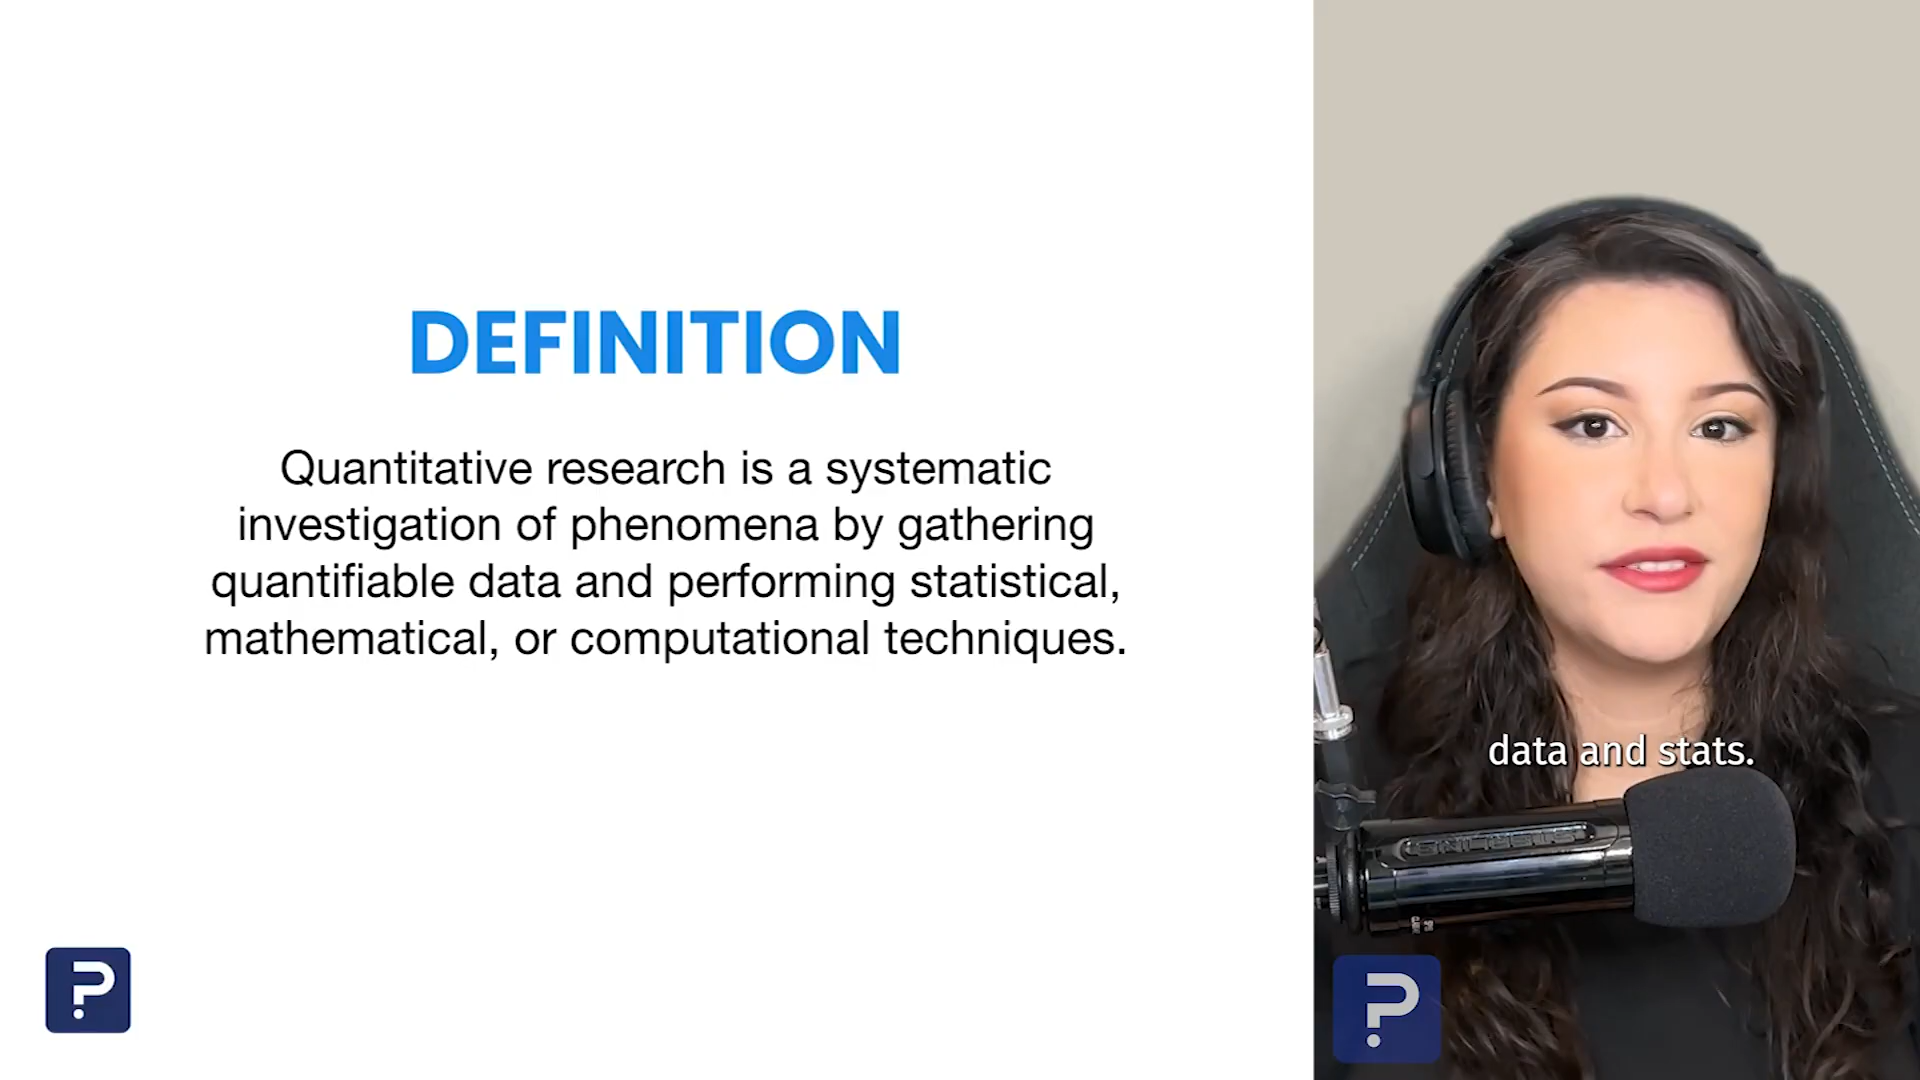 DEFINITION
Quantitative research is a systematic
investigation of phenomena by gathering
quantifiable data and performing statistical,
mathematical, or computational techniques.
data and stats.